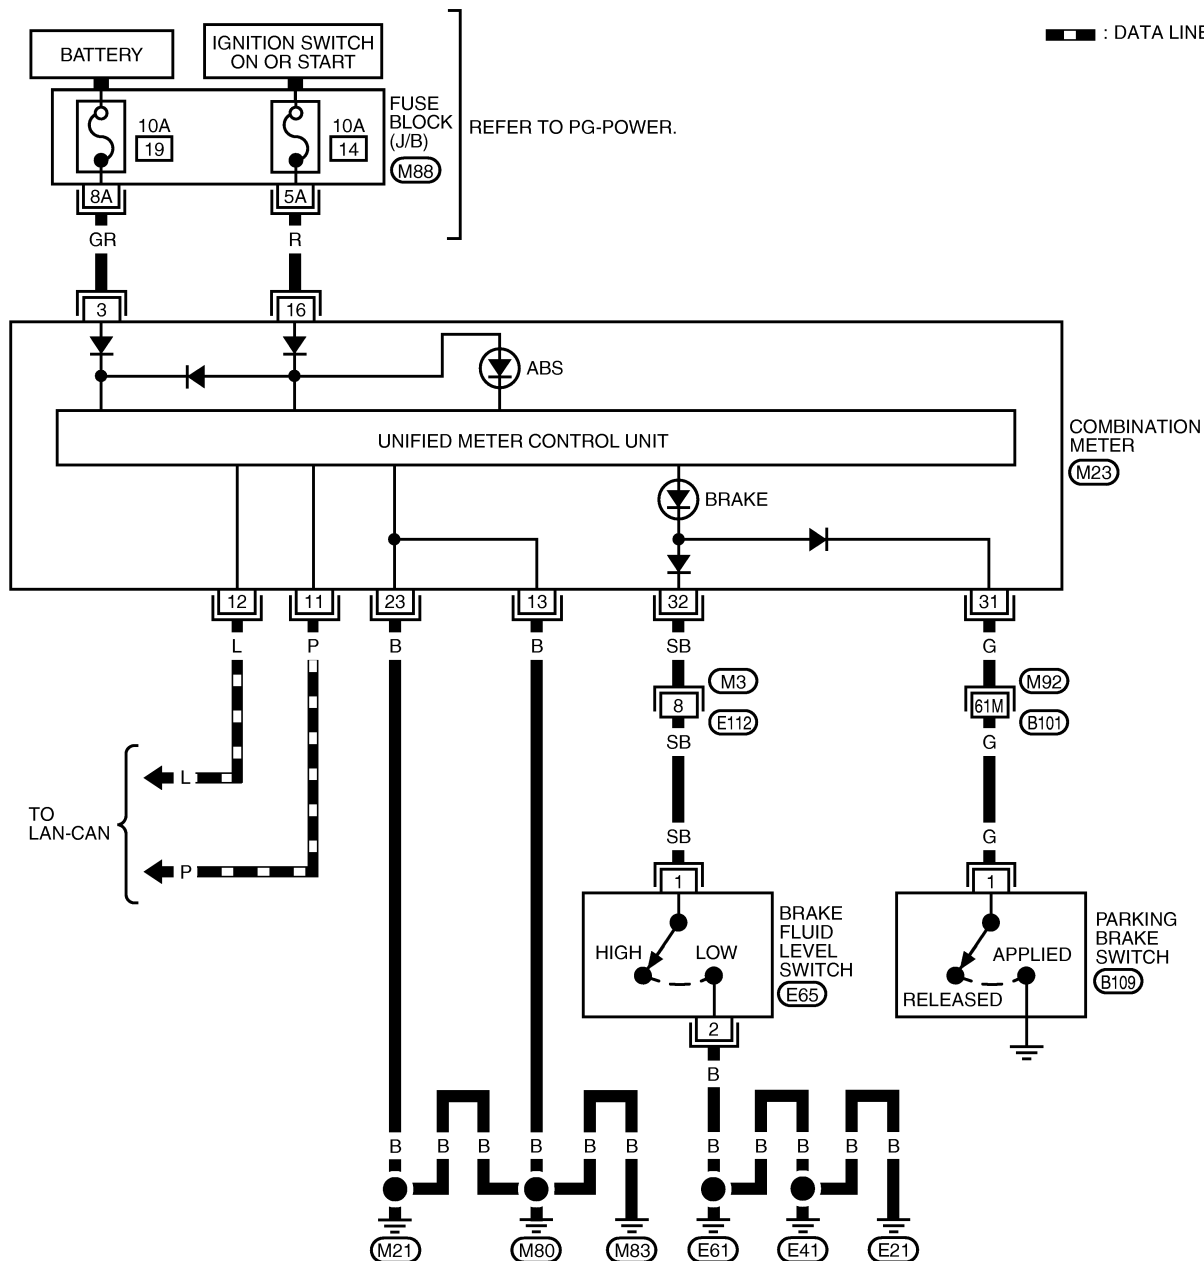 : DATA LINE
BATTERY
IGNITION SWITCH
ON OR START
FUSE
BLOCK
(J/B)
M88
10A
19
10A
14
REFER TO PG-POWER.
8A
5A
GR
R
3
16
ABS
UNIFIED METER CONTROL UNIT
COMBINATION
METER
M23
BRAKE
12
11
23
13
32
31
L
P
B
B
SB
G
M3
8
E112
M92
61M
B101
SB
G
L
TO
LAN-CAN
P
SB
G
1
1
BRAKE
FLUID
LEVEL
SWITCH
E65
HIGH
LOW
PARKING
BRAKE
SWITCH
B109
APPLIED
RELEASED
2
B
B
B
B
B
B
B
B
B
B
B
B
M21
M80
M83
E61
E41
E21